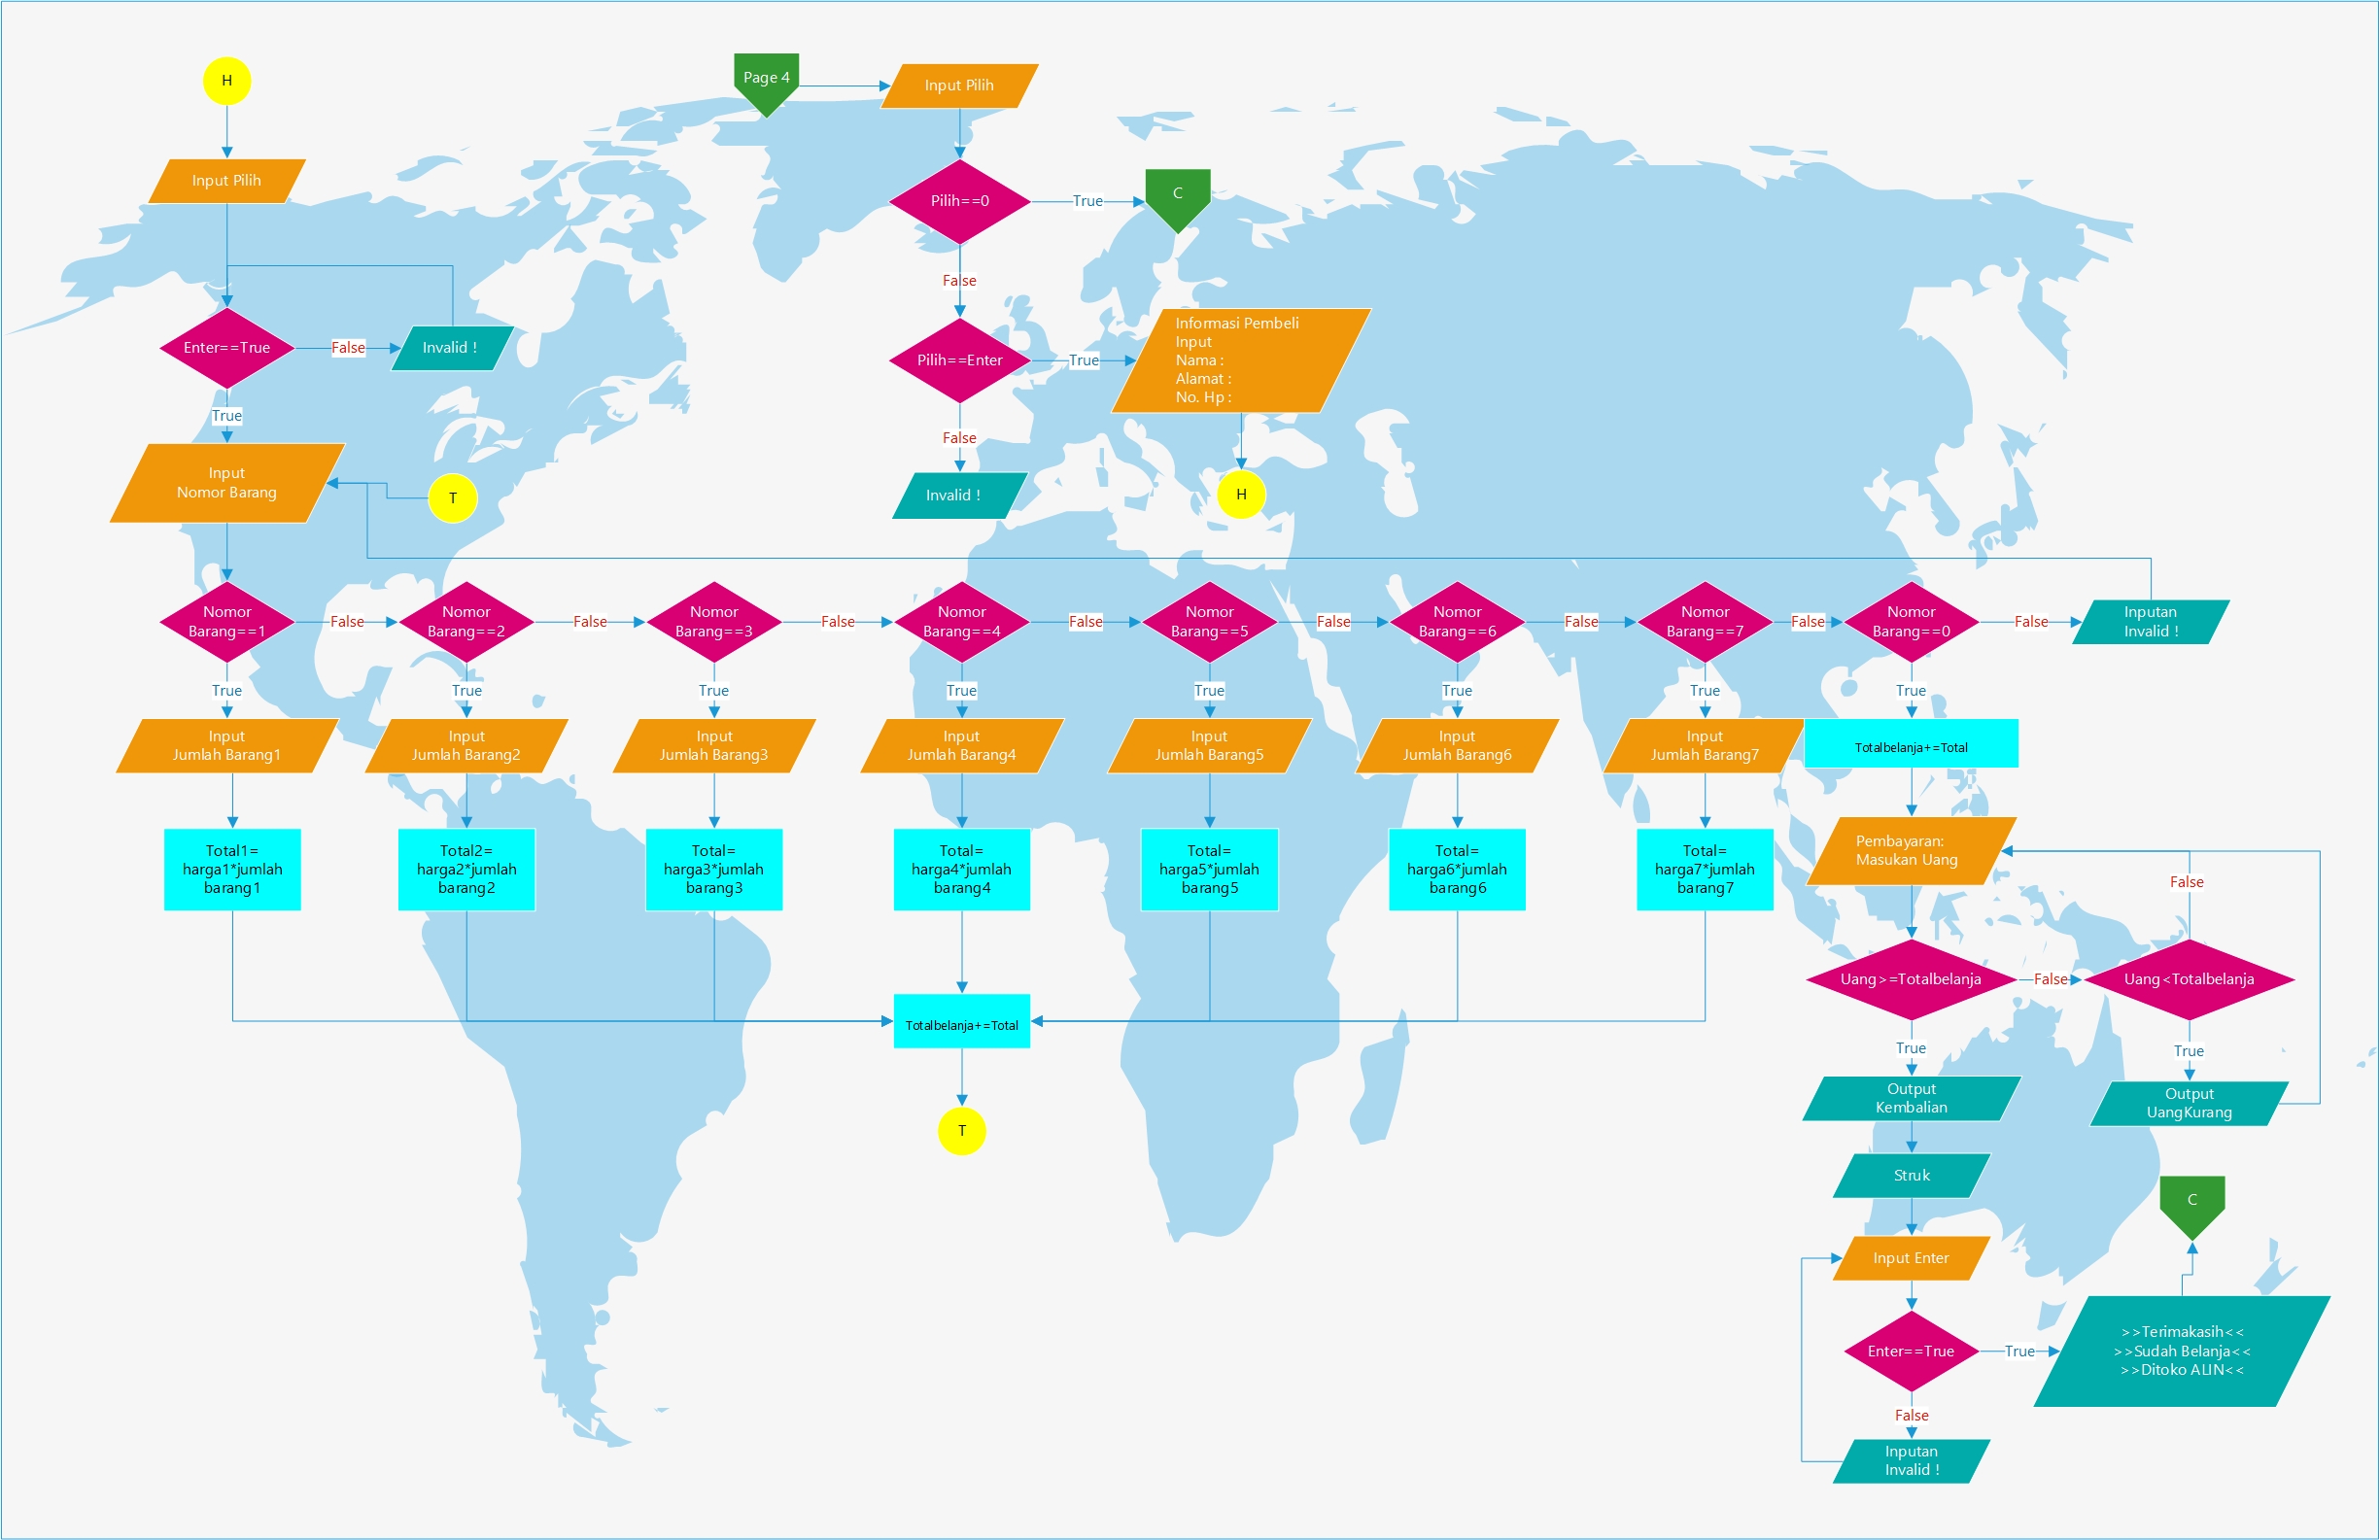 H
Page 4
Input Pilih
Input Pilih
Pilih==0
True
C
False
Enter==True
False
Invalid !
Pilih==Enter
True
Informasi Pembeli
Input
Nama :
Alamat :
No. Hp :
True
False
Input
Nomor Barang
T
Invalid !
H
Nomor
Barang==1
False
Nomor
Barang==2
False
Nomor
Barang==3
False
Nomor
Barang==4
False
Nomor
Barang==5
False
Nomor
Barang==6
False
Nomor
Barang==7
False
Nomor
Barang==0
False
Inputan
Invalid !
True
True
True
True
True
True
True
True
Input
Jumlah Barang1
Input
Jumlah Barang2
Input
Jumlah Barang3
Input
Jumlah Barang4
Input
Jumlah Barang5
Input
Jumlah Barang6
Input
Jumlah Barang7
Totalbelanja+=Total
Total1=
harga1*jumlah
barang1
Total2=
harga2*jumlah
barang2
Total=
harga3*jumlah
barang3
Total=
harga4*jumlah
barang4
Total=
harga5*jumlah
barang5
Total=
harga6*jumlah
barang6
Total=
harga7*jumlah
barang7
Pembayaran:
Masukan Uang
False
Uang>=Totalbelanja
False
Uang<Totalbelanja
Totalbelanja+=Total
True
True
Output
Kembalian
Output
UangKurang
T
Struk
C
Input Enter
Enter==True
True
>>Terimakasih<<
>>Sudah Belanja<<
>>Ditoko ALIN<<
False
Inputan
Invalid !